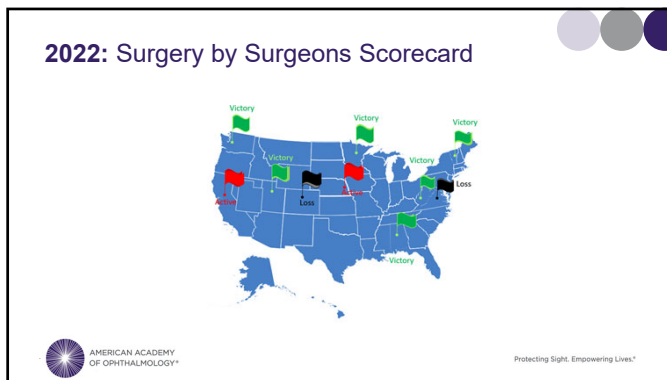 2022: Surgery by Surgeons Scorecard
Victory
Victory
Victory
Victory
Victory
Loss
Active
Loss
Active
Victory
AMERICAN ACADEMY
OF OPHTHALMOLOGY®
Protecting Sight. Empowering Lives.®